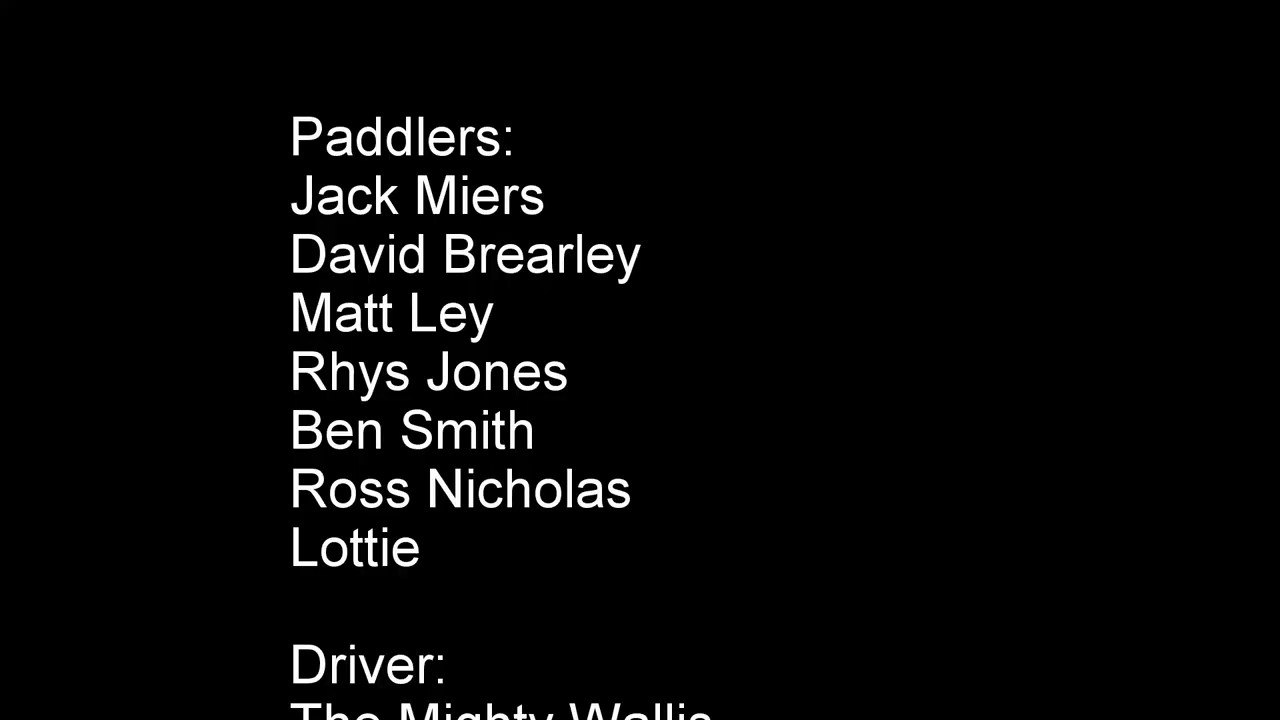 Paddlers:
Jack Miers
David Brearley
Matt Ley
Rhys Jones
Ben Smith
Ross Nicholas
Lottie
Driver:
The Mighty Wallis